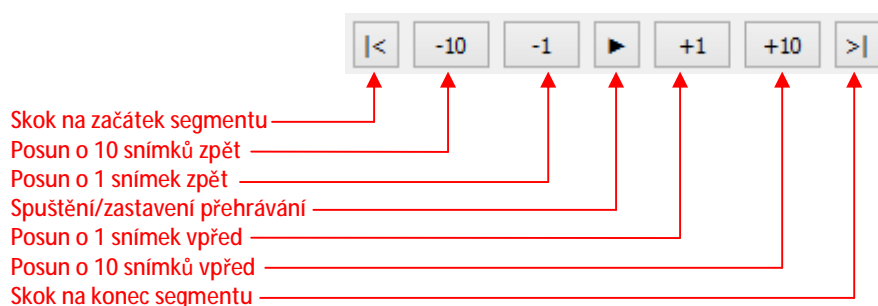 |< -10 -1 ► +1 +10 >|
Skok na začátek segmentu
Posun o 10 snímků zpět
Posun o 1 snímek zpět
Spuštění/zastavení přehrávání
Posun o 1 snímek vpřed
Posun o 10 snímků vpřed
Skok na konec segmentu